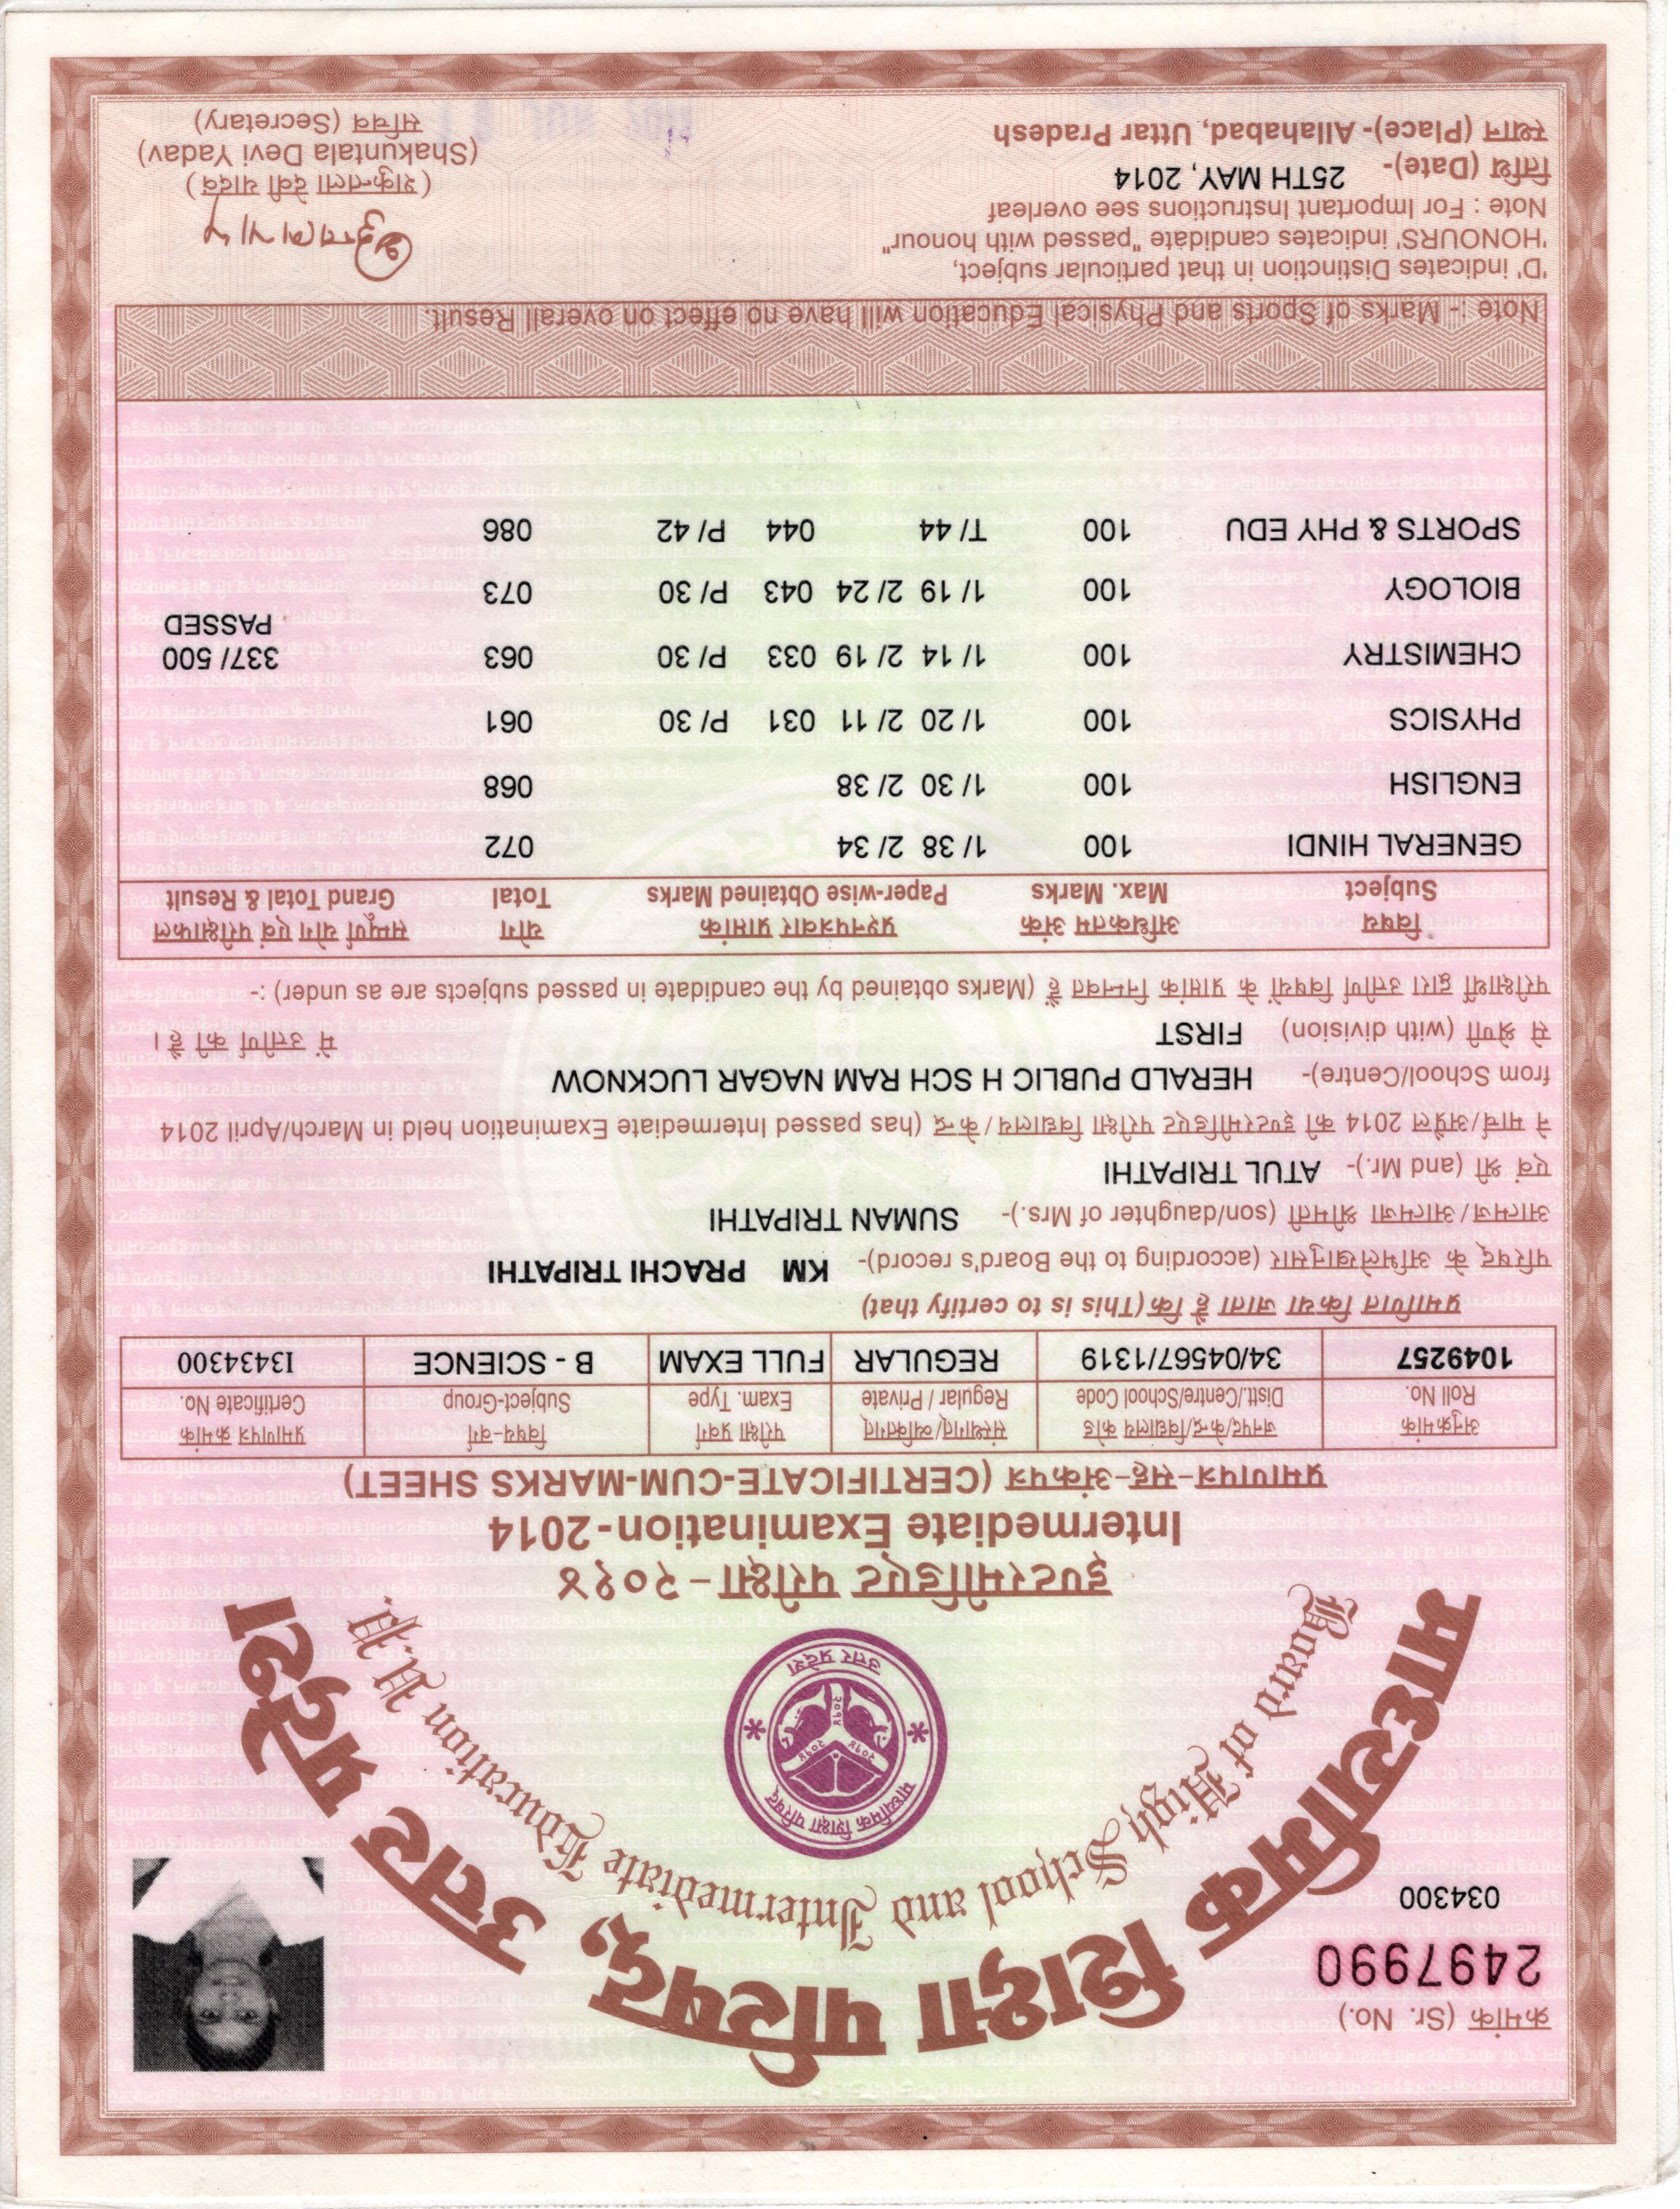 क्रमांक (Sr. No.)
2497990
034300
माध्यमिक शिक्षा परिषद्, उत्तर प्रदेश
Board of High School and Intermediate Education U.P.
माध्यमिक शिक्षा परिषद्
उत्तर प्रदेश
इण्टरमीडिएट परीक्षा-२०१४
Intermediate Examination-2014
प्रमाणपत्र-सह-अंकपत्र (CERTIFICATE-CUM-MARKS SHEET)
अनुक्रमांक जनपद/केन्द्र/विद्यालय कोड संस्थागत/व्यक्तिगत परीक्षा प्रवर्ग विषय-वर्ग प्रमाणपत्र क्रमांक
Roll No. Distt./Centre/School Code Regular / Private Exam. Type Subject-Group Certificate No.
1049257 34/04567/1319 REGULAR FULL EXAM B - SCIENCE I3434300
प्रमाणित किया जाता है कि (This is to certify that)
परिषद् के अभिलेखानुसार (according to the Board's record)- KM PRACHI TRIPATHI
आत्मज/आत्मजा श्रीमती (son/daughter of Mrs.)- SUMAN TRIPATHI
एवं श्री (and Mr.)- ATUL TRIPATHI
ने मार्च/अप्रैल 2014 की इण्टरमीडिएट परीक्षा विद्यालय/केन्द्र (has passed Intermediate Examination held in March/April 2014
from School/Centre)- HERALD PUBLIC H SCH RAM NAGAR LUCKNOW
से श्रेणी (with division) FIRST में उत्तीर्ण की है।
परीक्षार्थी द्वारा उत्तीर्ण विषयों के प्राप्तांक निम्नवत हैं (Marks obtained by the candidate in passed subjects are as under) :-
विषय अधिकतम अंक प्रश्नपत्रवार प्राप्तांक योग सम्पूर्ण योग एवं परीक्षाफल
Subject Max. Marks Paper-wise Obtained Marks Total Grand Total & Result
GENERAL HINDI 100 1/ 38 2/ 34 072
ENGLISH 100 1/ 30 2/ 38 068
PHYSICS 100 1/ 20 2/ 11 031 P/ 30 061
CHEMISTRY 100 1/ 14 2/ 19 033 P/ 30 063 337/ 500
PASSED
BIOLOGY 100 1/ 19 2/ 24 043 P/ 30 073
SPORTS & PHY EDU 100 T/ 44 044 P/ 42 086
Note :- Marks of Sports and Physical Education will have no effect on overall Result.
'D' indicates Distinction in that particular subject,
'HONOURS' indicates candidate "passed with honour"
Note : For Important Instructions see overleaf
तिथि (Date)- 25TH MAY, 2014
स्थान (Place)- Allahabad, Uttar Pradesh
(शकुन्तला देवी यादव)
(Shakuntala Devi Yadav)
सचिव (Secretary)